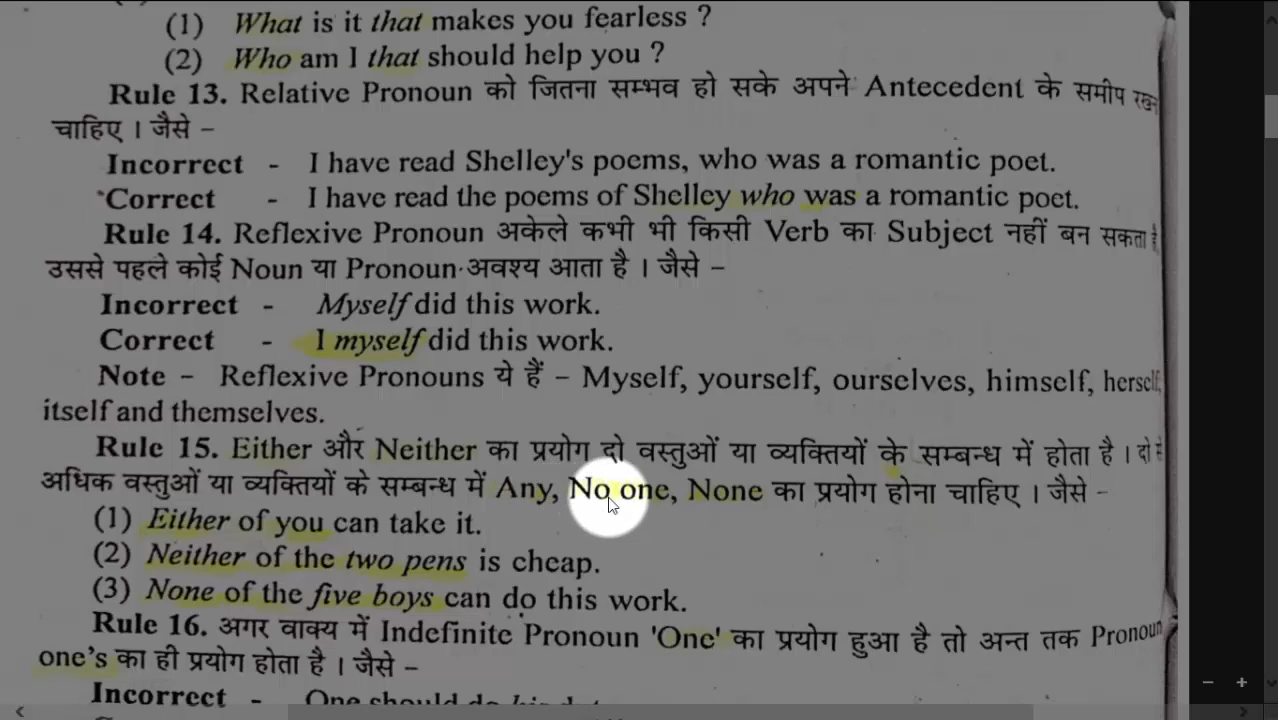 (1) What is it that makes you fearless ?
(2) Who am I that should help you ?
Rule 13. Relative Pronoun को जितना सम्भव हो सके अपने Antecedent के समीप रखना
चाहिए । जैसे –
Incorrect - I have read Shelley's poems, who was a romantic poet.
Correct - I have read the poems of Shelley who was a romantic poet.
Rule 14. Reflexive Pronoun अकेले कभी भी किसी Verb का Subject नहीं बन सकता है
उससे पहले कोई Noun या Pronoun अवश्य आता है । जैसे –
Incorrect - Myself did this work.
Correct - I myself did this work.
Note – Reflexive Pronouns ये हैं – Myself, yourself, ourselves, himself, herself,
itself and themselves.
Rule 15. Either और Neither का प्रयोग दो वस्तुओं या व्यक्तियों के सम्बन्ध में होता है । दो से
अधिक वस्तुओं या व्यक्तियों के सम्बन्ध में Any, No one, None का प्रयोग होना चाहिए । जैसे –
(1) Either of you can take it.
(2) Neither of the two pens is cheap.
(3) None of the five boys can do this work.
Rule 16. अगर वाक्य में Indefinite Pronoun 'One' का प्रयोग हुआ है तो अन्त तक Pronoun
one's का ही प्रयोग होता है । जैसे –
Incorrect - One should do his